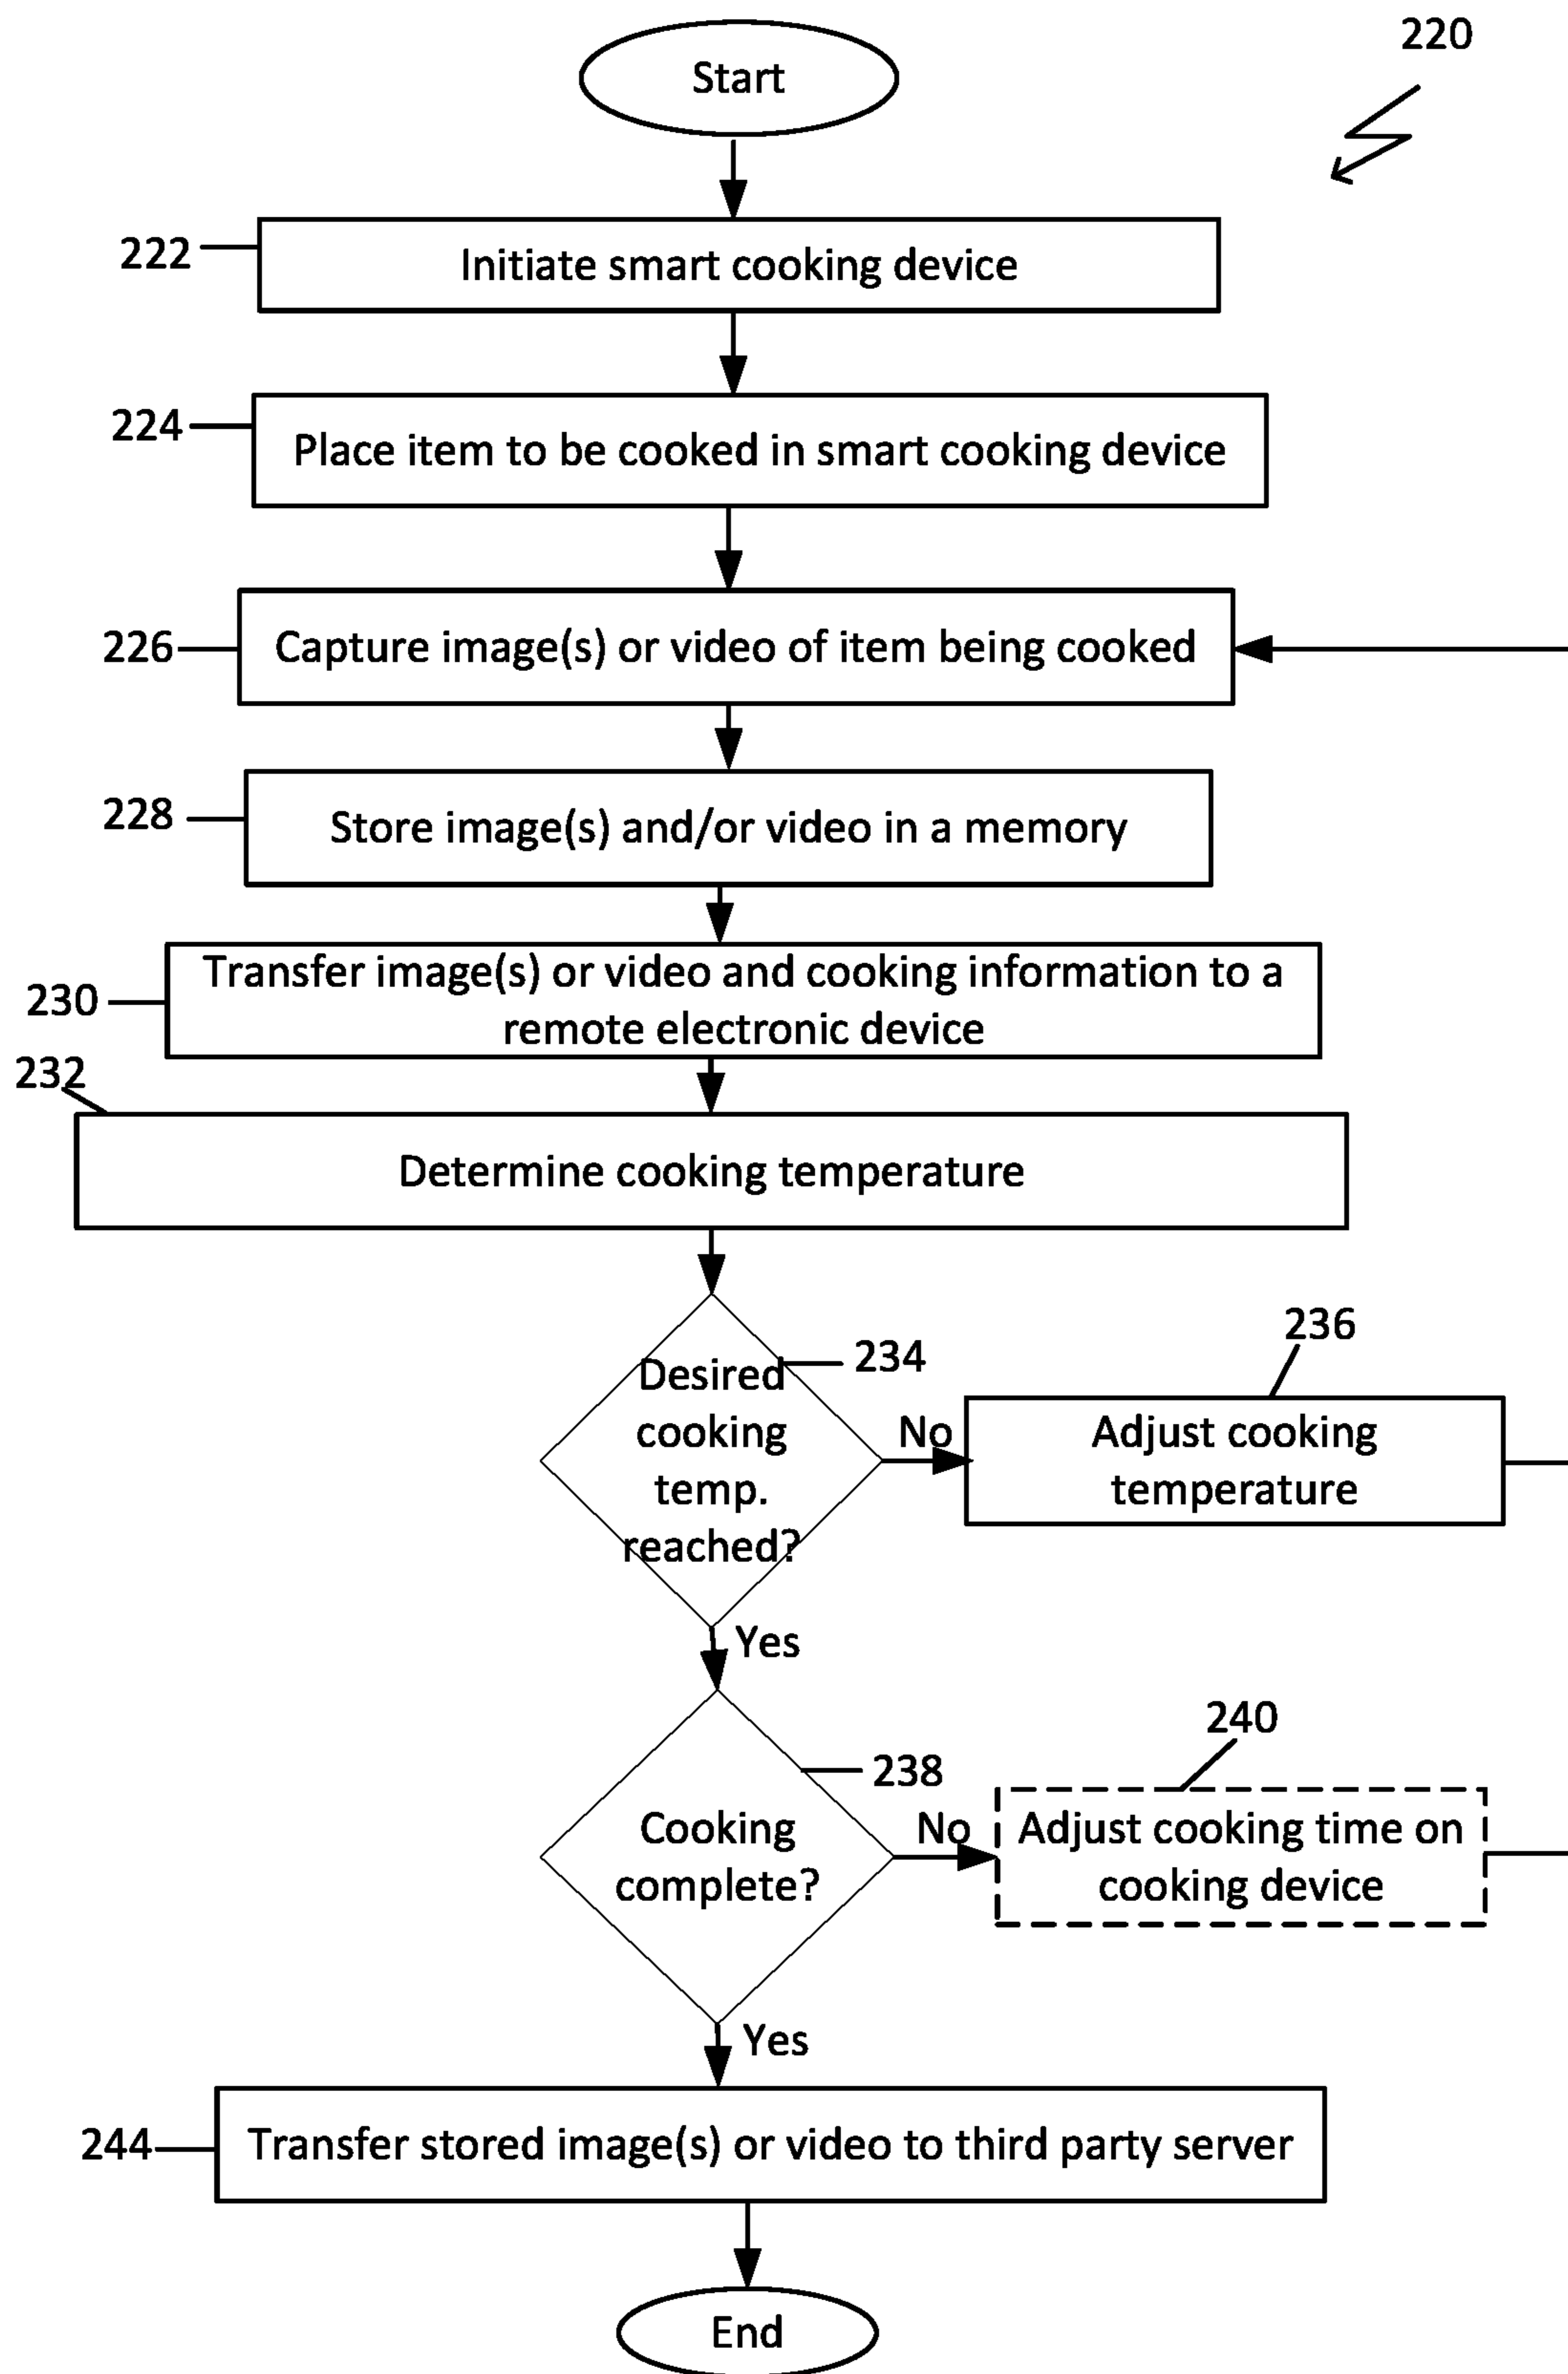 Start
220
222
Initiate smart cooking device
224
Place item to be cooked in smart cooking device
226
Capture image(s) or video of item being cooked
228
Store image(s) and/or video in a memory
230
Transfer image(s) or video and cooking information to a
remote electronic device
232
Determine cooking temperature
234
Desired
cooking
temp.
reached?
No
236
Adjust cooking
temperature
Yes
238
Cooking
complete?
No
240
Adjust cooking time on
cooking device
Yes
244
Transfer stored image(s) or video to third party server
End